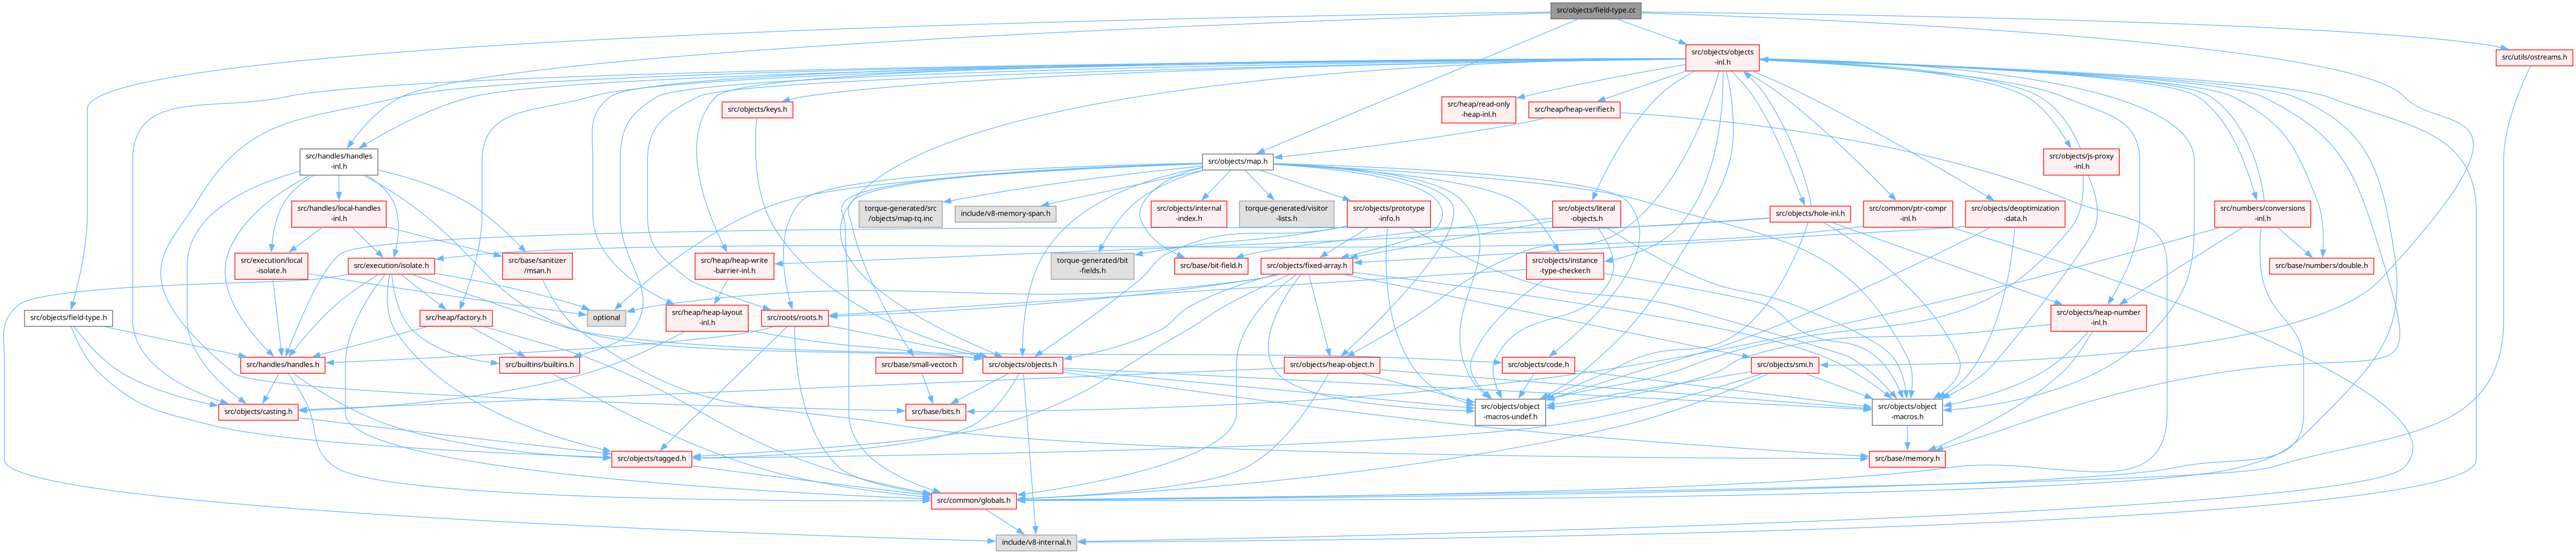 src/objects/field-type.cc
src/objects/objects
-inl.h
src/utils/ostreams.h
src/objects/keys.h
src/heap/read-only
-heap-inl.h
src/heap/heap-verifier.h
src/handles/handles
-inl.h
src/objects/map.h
src/objects/js-proxy
-inl.h
src/handles/local-handles
-inl.h
torque-generated/src
/objects/map-tq.inc
include/v8-memory-span.h
src/objects/internal
-index.h
torque-generated/visitor
-lists.h
src/objects/prototype
-info.h
src/objects/literal
-objects.h
src/objects/hole-inl.h
src/common/ptr-compr
-inl.h
src/objects/deoptimization
-data.h
src/numbers/conversions
-inl.h
src/execution/local
-isolate.h
src/execution/isolate.h
src/base/sanitizer
/msan.h
src/heap/heap-write
-barrier-inl.h
torque-generated/bit
-fields.h
src/base/bit-field.h
src/objects/fixed-array.h
src/objects/instance
-type-checker.h
src/base/numbers/double.h
src/objects/field-type.h
src/heap/factory.h
optional
src/heap/heap-layout
-inl.h
src/roots/roots.h
src/objects/heap-number
-inl.h
src/handles/handles.h
src/builtins/builtins.h
src/base/small-vector.h
src/objects/objects.h
src/objects/heap-object.h
src/objects/code.h
src/objects/smi.h
src/objects/casting.h
src/base/bits.h
src/objects/object
-macros-undef.h
src/objects/object
-macros.h
src/objects/tagged.h
src/base/memory.h
src/common/globals.h
include/v8-internal.h